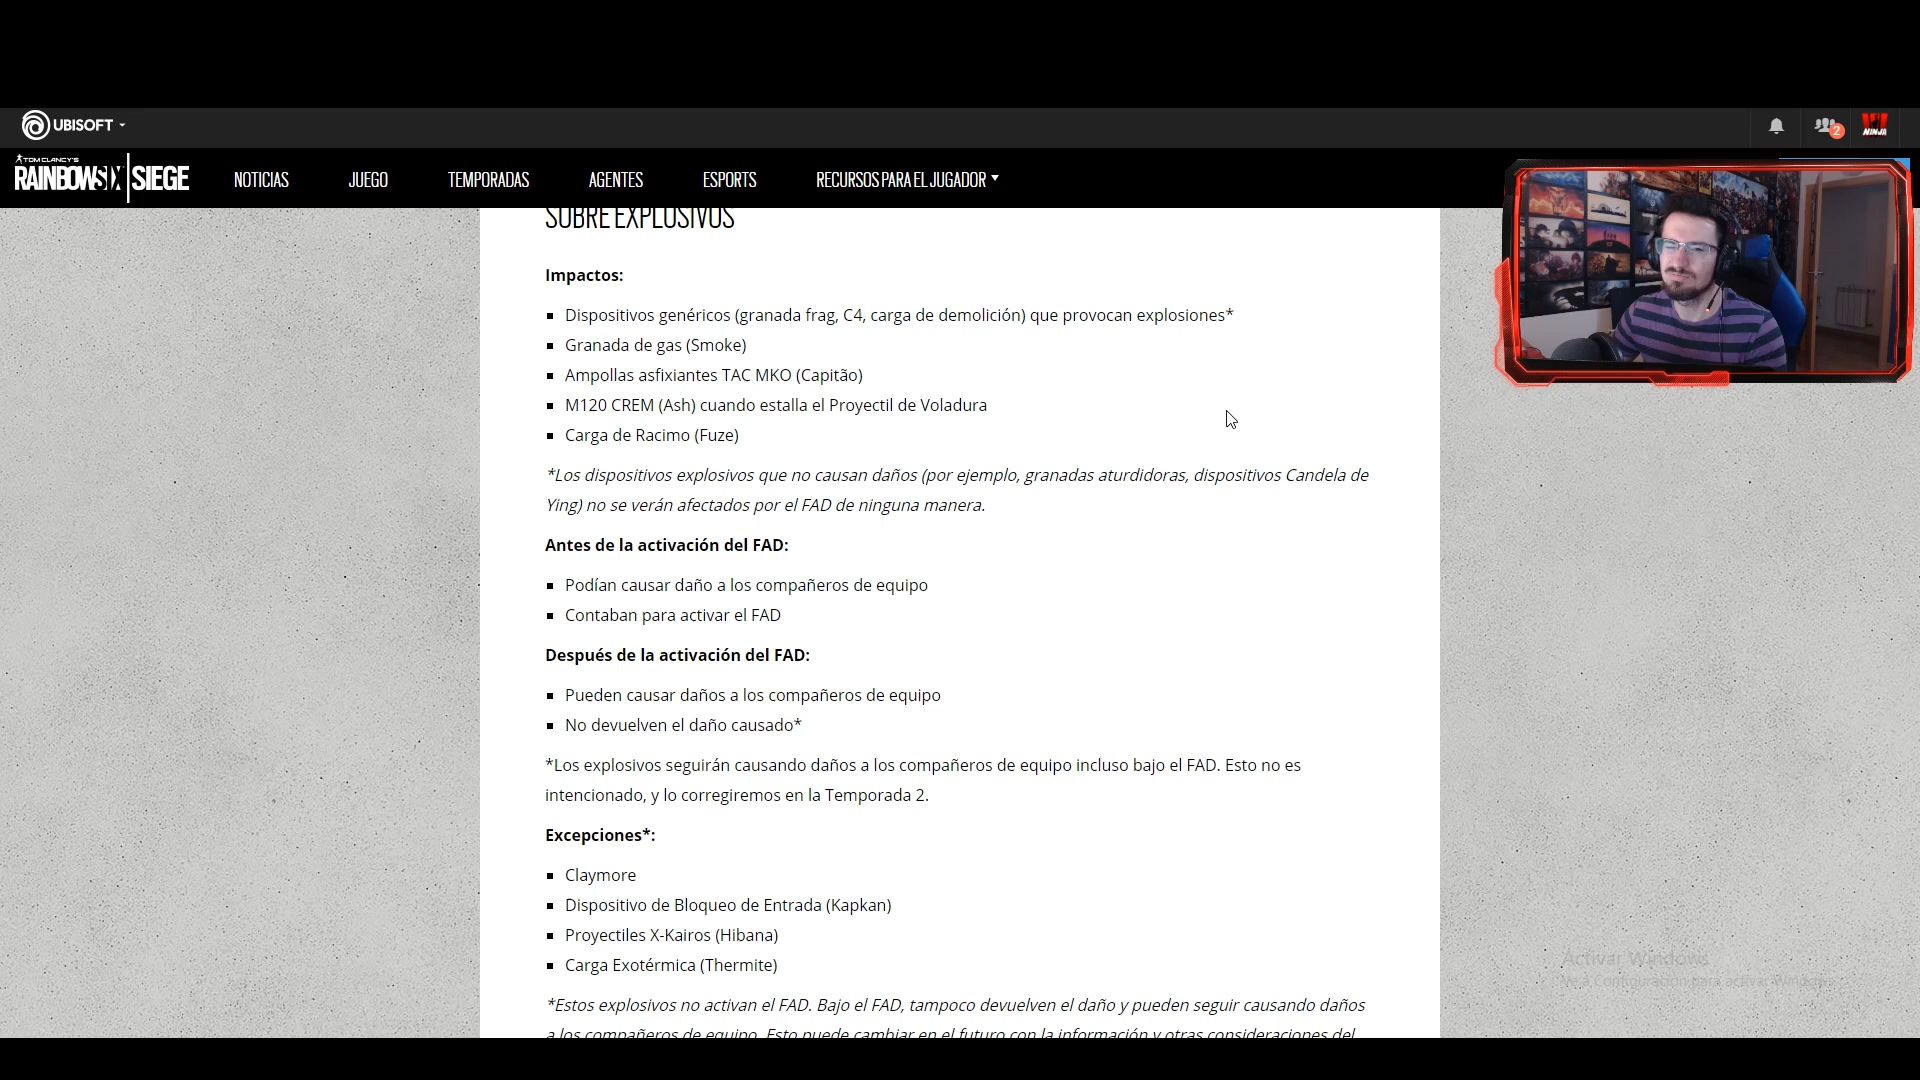 UBISOFT
2
NINJA
TOM CLANCY'S
RAINBOWSIX SIEGE
NOTICIAS
JUEGO
TEMPORADAS
AGENTES
ESPORTS
RECURSOS PARA EL JUGADOR
SOBRE EXPLOSIVOS
Impactos:
Dispositivos genéricos (granada frag, C4, carga de demolición) que provocan explosiones*
Granada de gas (Smoke)
Ampollas asfixiantes TAC MKO (Capitão)
M120 CREM (Ash) cuando estalla el Proyectil de Voladura
Carga de Racimo (Fuze)
*Los dispositivos explosivos que no causan daños (por ejemplo, granadas aturdidoras, dispositivos Candela de
Ying) no se verán afectados por el FAD de ninguna manera.
Antes de la activación del FAD:
Podían causar daño a los compañeros de equipo
Contaban para activar el FAD
Después de la activación del FAD:
Pueden causar daños a los compañeros de equipo
No devuelven el daño causado*
*Los explosivos seguirán causando daños a los compañeros de equipo incluso bajo el FAD. Esto no es
intencionado, y lo corregiremos en la Temporada 2.
Excepciones*:
Claymore
Dispositivo de Bloqueo de Entrada (Kapkan)
Proyectiles X-Kairos (Hibana)
Carga Exotérmica (Thermite)
*Estos explosivos no activan el FAD. Bajo el FAD, tampoco devuelven el daño y pueden seguir causando daños
a los compañeros de equipo. Esto puede cambiar en el futuro con la información y otras consideraciones del
Activar Windows
Ve a Configuración para activar Windows.